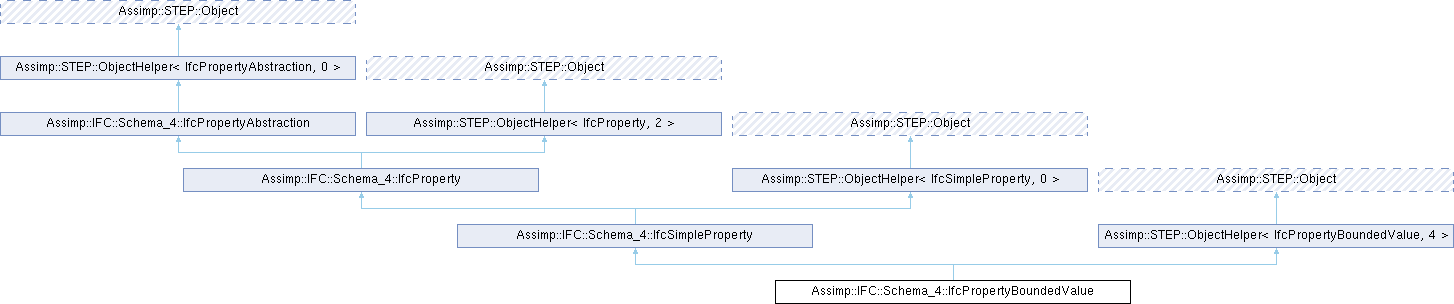 Assimp::STEP::Object
Assimp::STEP::ObjectHelper< IfcPropertyAbstraction, 0 >
Assimp::STEP::Object
Assimp::IFC::Schema_4::IfcPropertyAbstraction
Assimp::STEP::ObjectHelper< IfcProperty, 2 >
Assimp::STEP::Object
Assimp::IFC::Schema_4::IfcProperty
Assimp::STEP::ObjectHelper< IfcSimpleProperty, 0 >
Assimp::STEP::Object
Assimp::IFC::Schema_4::IfcSimpleProperty
Assimp::STEP::ObjectHelper< IfcPropertyBoundedValue, 4 >
Assimp::IFC::Schema_4::IfcPropertyBoundedValue